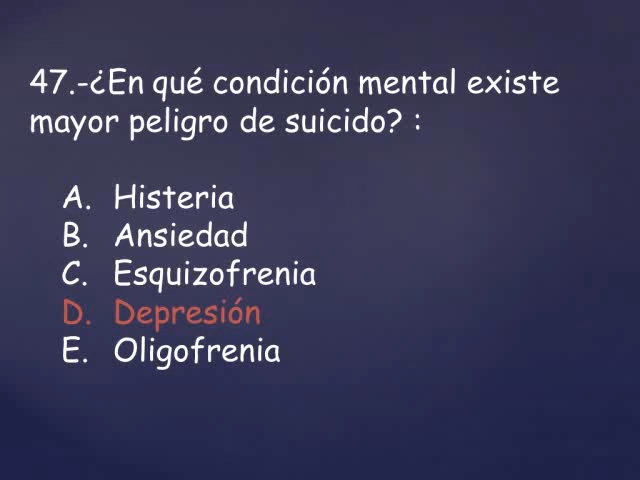 47.-¿En qué condición mental existe
mayor peligro de suicido? :
A. Histeria
B. Ansiedad
C. Esquizofrenia
D. Depresión
E. Oligofrenia